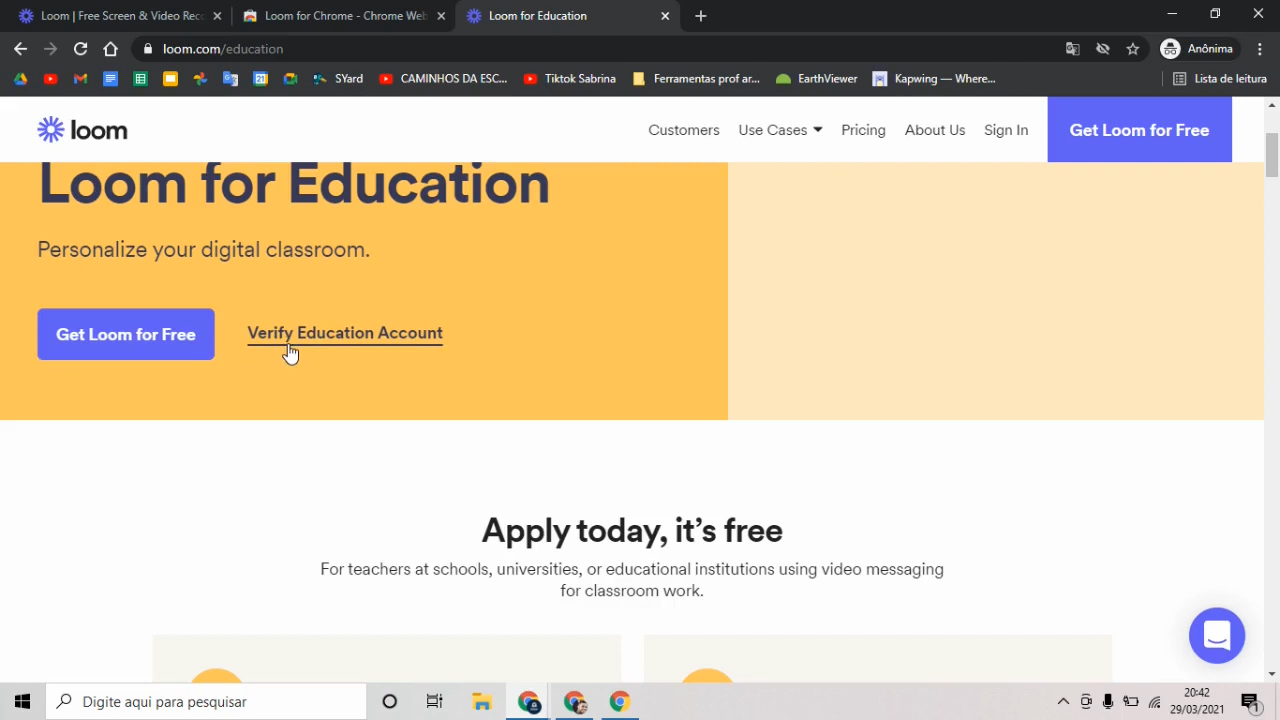 Loom | Free Screen & Video Reco
Loom for Chrome - Chrome Web
Loom for Education
loom.com/education
Anônima
SYard
CAMINHOS DA ESC...
Tiktok Sabrina
Ferramentas prof ar...
EarthViewer
Kapwing — Where...
Lista de leitura
loom
Customers
Use Cases
Pricing
About Us
Sign In
Get Loom for Free
Loom for Education
Personalize your digital classroom.
Get Loom for Free
Verify Education Account
Apply today, it's free
For teachers at schools, universities, or educational institutions using video messaging
for classroom work.
Digite aqui para pesquisar
20:42
29/03/2021